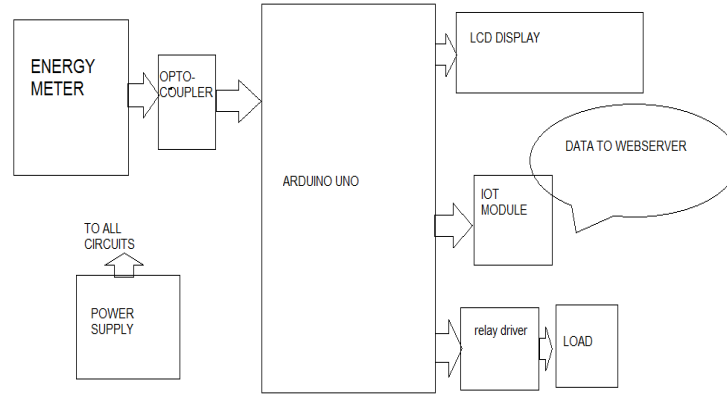 ENERGY
METER
OPTO-
COUPLER
ARDUINO UNO
LCD DISPLAY
DATA TO WEBSERVER
IOT
MODULE
TO ALL
CIRCUITS
POWER
SUPPLY
relay driver
LOAD